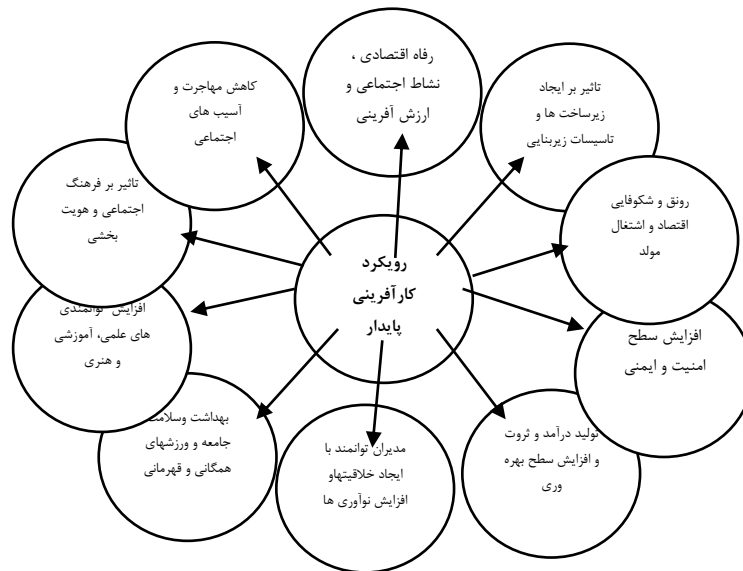 رفاه اقتصادی ،
نشاط اجتماعی و
ارزش آفرینی
تاثیر بر ایجاد
زیرساخت ها و
تاسیسات زیربنایی
رونق و شکوفایی
اقتصاد و اشتغال
مولد
افزایش سطح
امنیت و ایمنی
تولید درآمد و ثروت
و افزایش سطح بهره
وری
مدیران توانمند با
ایجاد خلاقیتهاو
افزایش نوآوری ها
بهداشت وسلامت
جامعه و ورزشهای
همگانی و قهرمانی
افزایش توانمندی
های علمی، آموزشی
و هنری
تاثیر بر فرهنگ
اجتماعی و هویت
بخشی
کاهش مهاجرت و
آسیب های
اجتماعی
رویکرد
کارآفرینی
پایدار